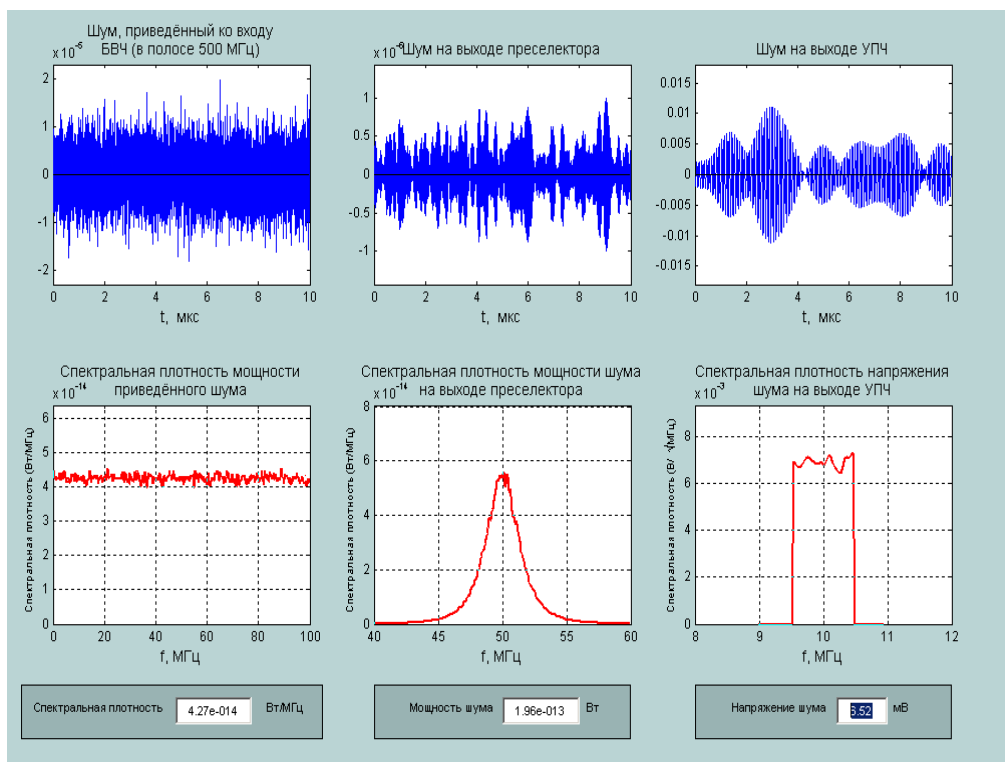 Шум, приведённый ко входу
БВЧ (в полосе 500 МГц)
x 10⁻⁵
2
1
0
-1
-2
0 2 4 6 8 10
t, мкс
Шум на выходе преселектора
x 10⁻⁶
1
0.5
0
-0.5
-1
0 2 4 6 8 10
t, мкс
Шум на выходе УПЧ
0.015
0.01
0.005
0
-0.005
-0.01
-0.015
0 2 4 6 8 10
t, мкс
Спектральная плотность мощности
приведённого шума
x 10⁻¹⁴
Спектральная плотность (Вт/МГц)
6
5
4
3
2
1
0
0 20 40 60 80 100
f, МГц
Спектральная плотность мощности шума
на выходе преселектора
x 10⁻¹⁴
Спектральная плотность (Вт/МГц)
8
6
4
2
0
40 45 50 55 60
f, МГц
Спектральная плотность напряжения
шума на выходе УПЧ
x 10⁻³
Спектральная плотность (В/ √(МГц)
8
6
4
2
0
8 9 10 11 12
f, МГц
Спектральная плотность 4.27e-014 Вт/МГц
Мощность шума 1.96e-013 Вт
Напряжение шума 6.52 мВ